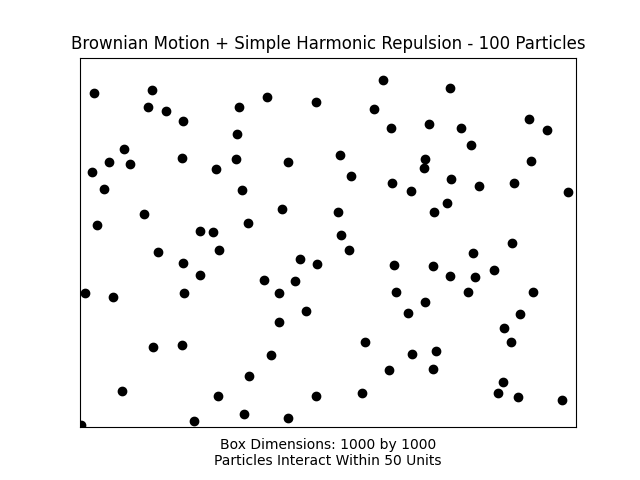 Brownian Motion + Simple Harmonic Repulsion - 100 Particles
Box Dimensions: 1000 by 1000
Particles Interact Within 50 Units